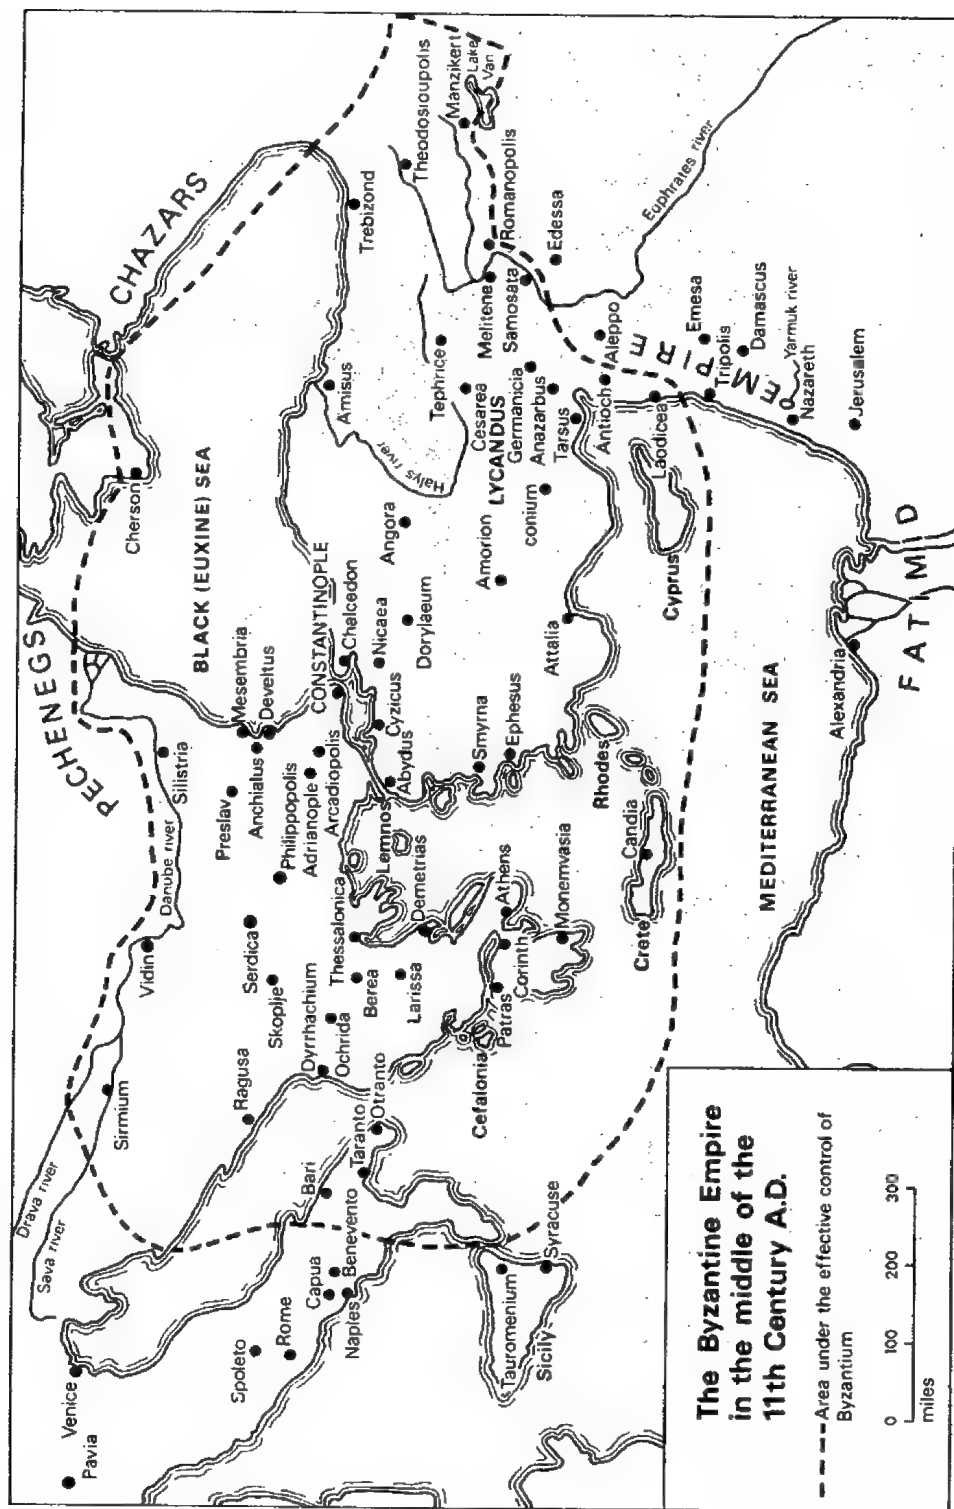 The Byzantine Empire
in the middle of the
11th Century A.D.
Area under the effective control of
Byzantium
0 100 200 300
miles
PECHENEGS
CHAZARS
BLACK (EUXINE) SEA
MEDITERRANEAN SEA
FATIMID
EMPIRE
LYCANDUS
Drava river
Sava river
Danube river
Halys river
Euphrates river
Yarmuk river
Lake
Van
Venice
Pavia
Spoleto
Rome
Capua
Benevento
Naples
Bari
Taranto
Otranto
Tauromenium
Sicily
Syracuse
Sirmium
Ragusa
Vidin
Serdica
Skoplje
Dyrrhachium
Ochrida
Thessalonica
Berea
Larissa
Demetrias
Lemnos
Cefalonia
Patras
Corinth
Athens
Monemvasia
Crete
Candia
Rhodes
Silistria
Preslav
Anchialus
Mesembria
Develtus
Philippopolis
Adrianople
Arcadiopolis
CONSTANTINOPLE
Chalcedon
Nicaea
Cyzicus
Abydus
Smyrna
Ephesus
Dorylaeum
Angora
Amorion
conium
Attalia
Cherson
Amisus
Trebizond
Theodosioupolis
Manzikert
Romanopolis
Tephrice
Melitene
Samosata
Edessa
Cesarea
Germanicia
Anazarbus
Tarsus
Antioch
Aleppo
Laodicea
Cyprus
Emesa
Tripolis
Damascus
Nazareth
Jerusalem
Alexandria